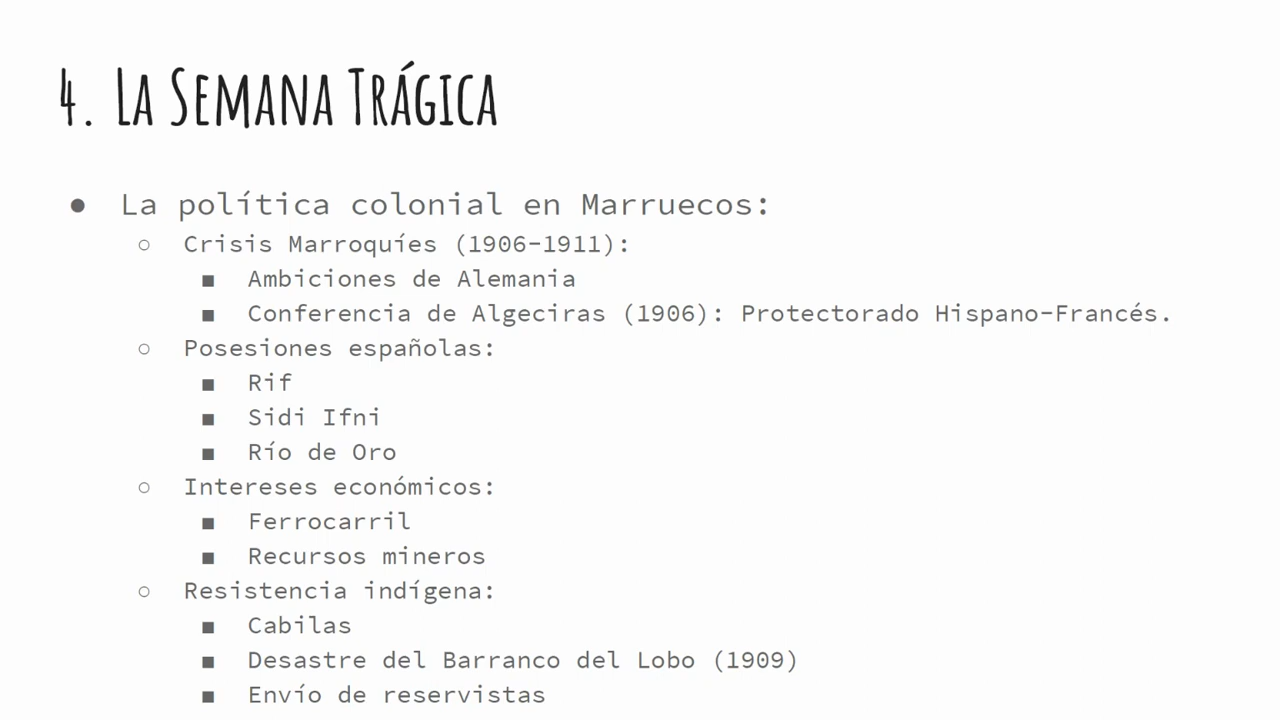 4. La Semana Trágica
● La política colonial en Marruecos:
○ Crisis Marroquíes (1906-1911):
■ Ambiciones de Alemania
■ Conferencia de Algeciras (1906): Protectorado Hispano-Francés.
○ Posesiones españolas:
■ Rif
■ Sidi Ifni
■ Río de Oro
○ Intereses económicos:
■ Ferrocarril
■ Recursos mineros
○ Resistencia indígena:
■ Cabilas
■ Desastre del Barranco del Lobo (1909)
■ Envío de reservistas